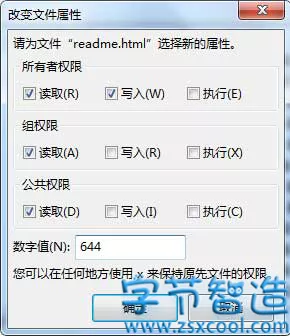 改变文件属性
请为文件“readme.html”选择新的属性。
所有者权限
读取(R) 写入(W) 执行(E)
组权限
读取(A) 写入(R) 执行(X)
公共权限
读取(D) 写入(I) 执行(C)
数字值(N): 644
您可以在任何地方使用 x 来保持原先文件的权限
字节智造
取消
www.zsxcool.com